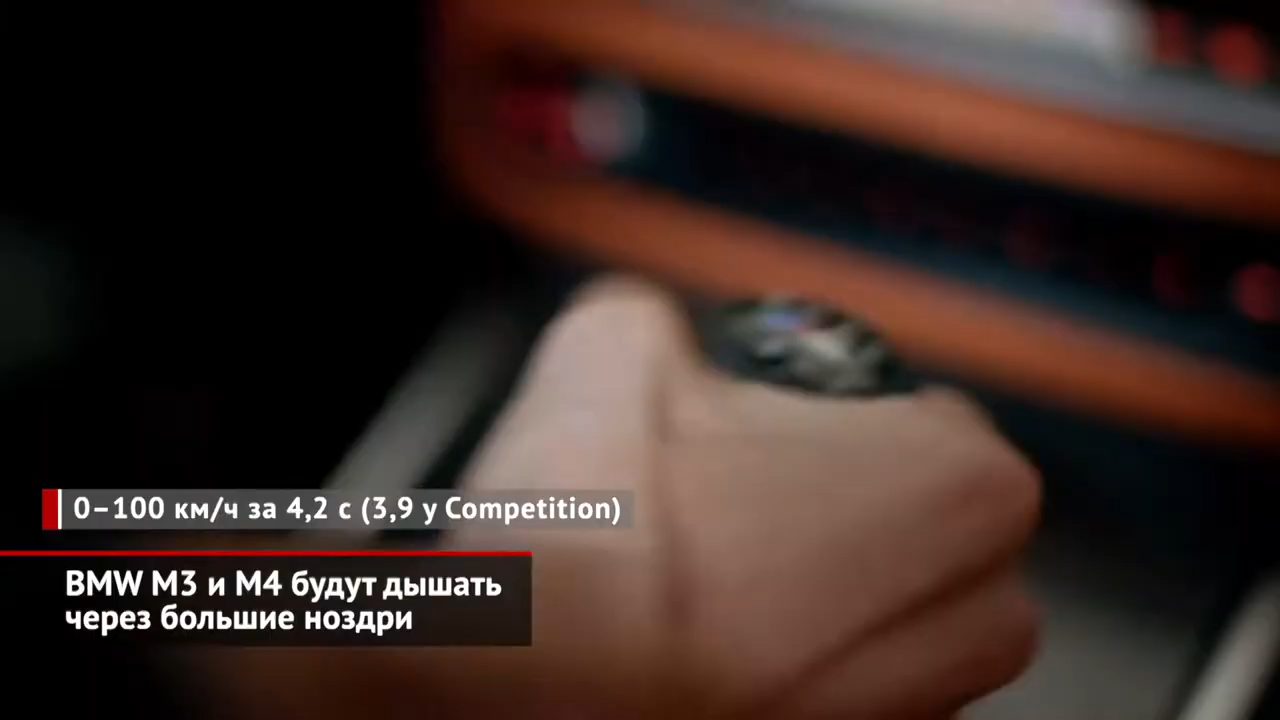 0–100 км/ч за 4,2 с (3,9 у Competition)
BMW M3 и M4 будут дышать
через большие ноздри